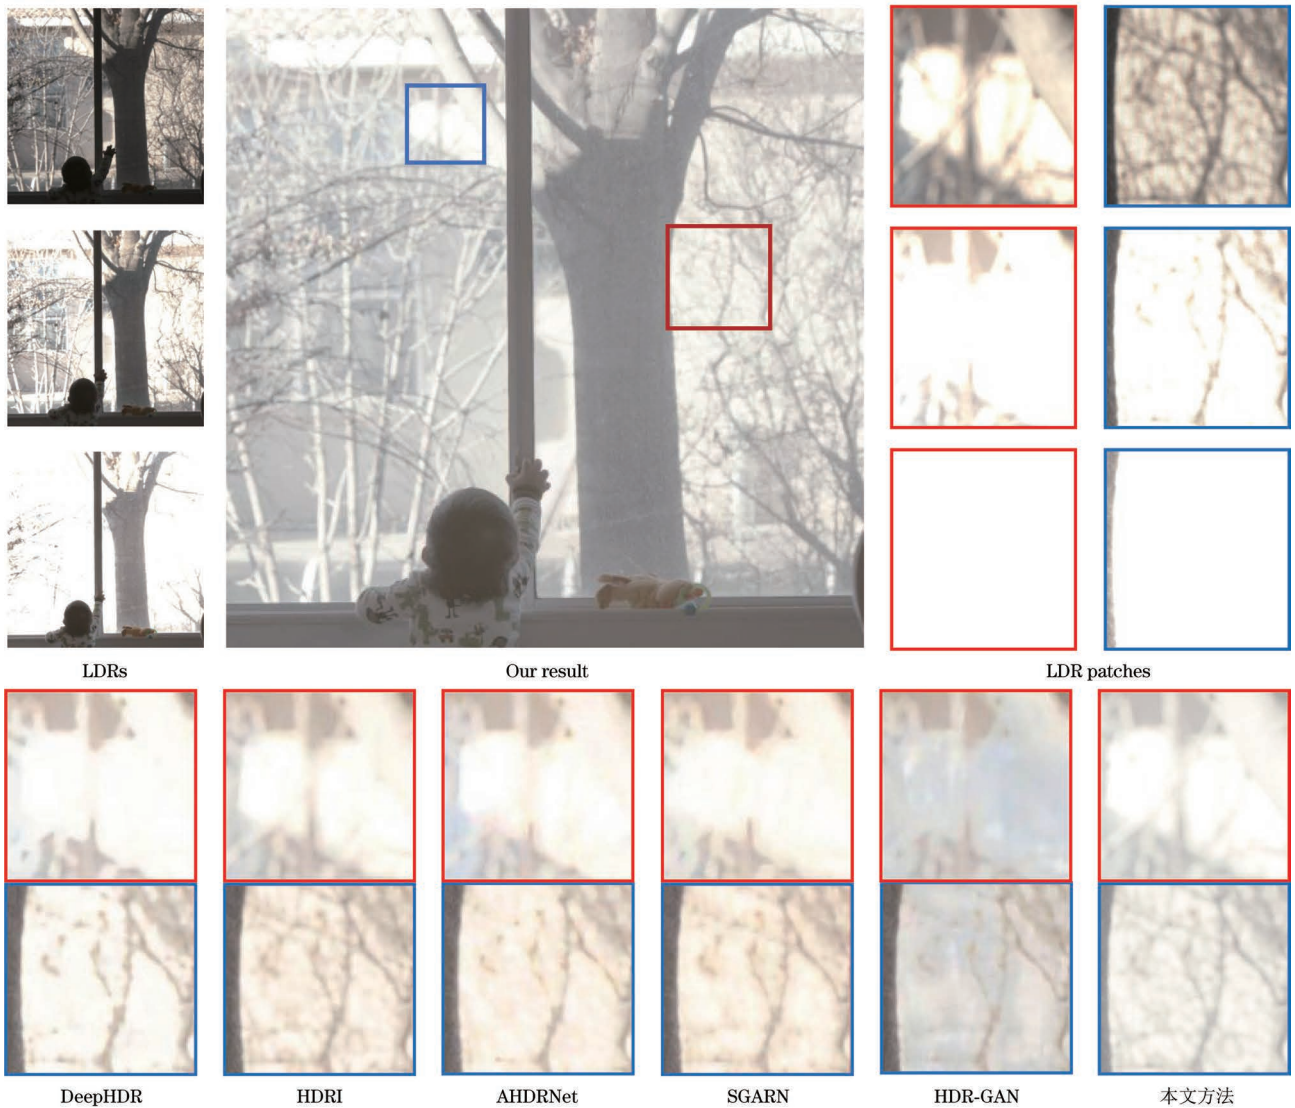 LDRs
Our result
LDR patches
DeepHDR
HDRI
AHDRNet
SGARN
HDR-GAN
本文方法